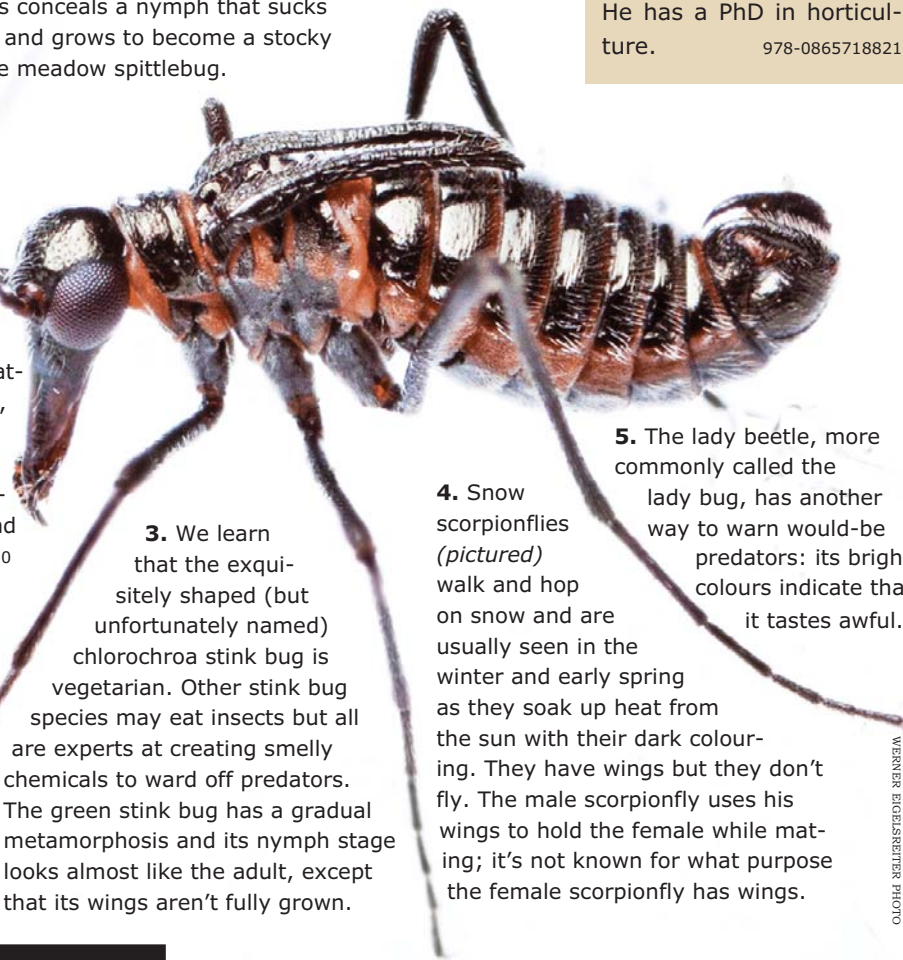 s conceals a nymph that sucks
and grows to become a stocky
e meadow spittlebug.
He has a PhD in horticul-
ture. 978-0865718821
at-
,
-
nd
0
3. We learn
that the exqui-
sitely shaped (but
unfortunately named)
chlorochroa stink bug is
vegetarian. Other stink bug
species may eat insects but all
are experts at creating smelly
chemicals to ward off predators.
The green stink bug has a gradual
metamorphosis and its nymph stage
looks almost like the adult, except
that its wings aren't fully grown.
4. Snow
scorpionflies
(pictured)
walk and hop
on snow and are
usually seen in the
winter and early spring
as they soak up heat from
the sun with their dark colour-
ing. They have wings but they don't
fly. The male scorpionfly uses his
wings to hold the female while mat-
ing; it's not known for what purpose
the female scorpionfly has wings.
5. The lady beetle, more
commonly called the
lady bug, has another
way to warn would-be
predators: its brigh
colours indicate tha
it tastes awful.
WERNER EIGELSREITER PHOTO